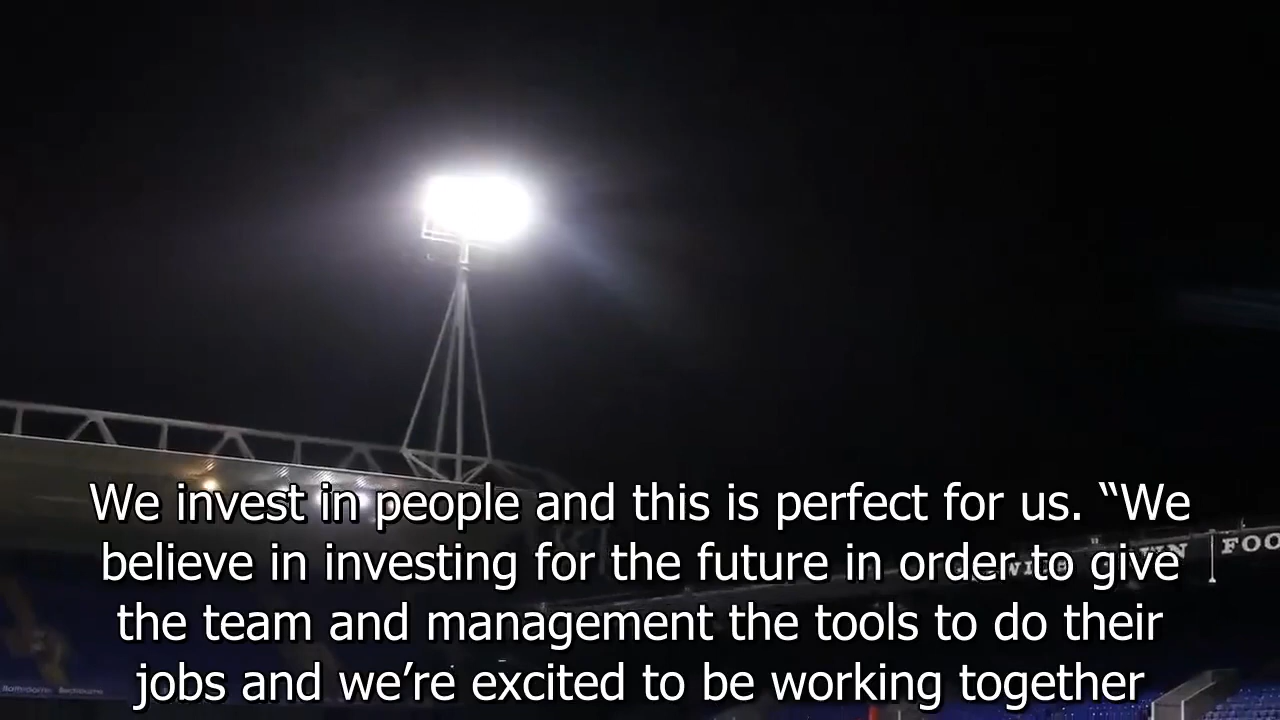 FOO
We invest in people and this is perfect for us. “We
believe in investing for the future in order to give
the team and management the tools to do their
jobs and we’re excited to be working together